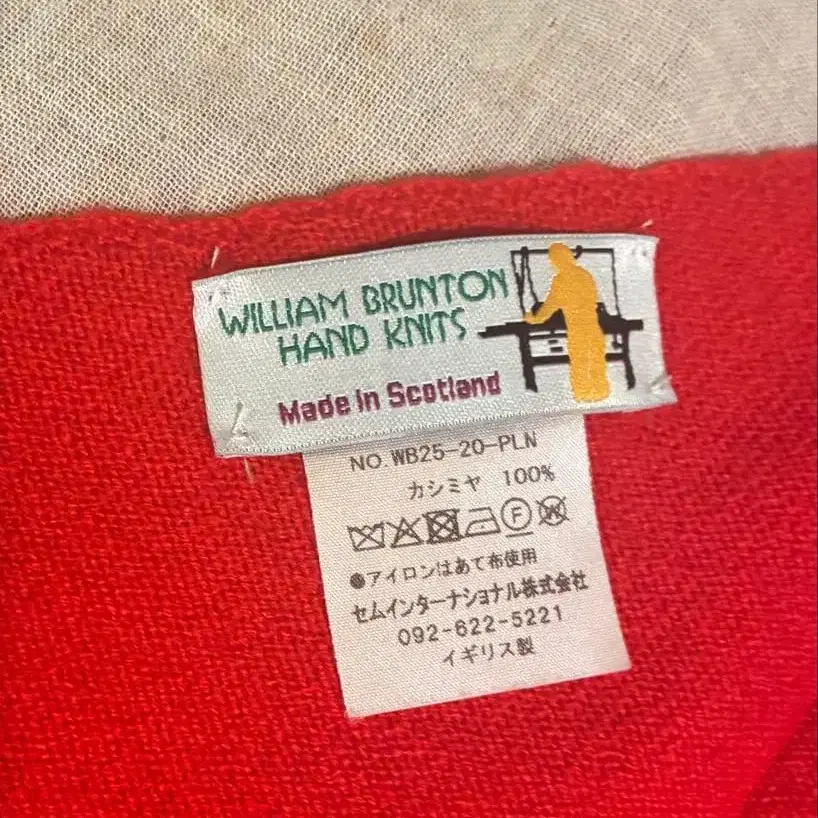 WILLIAM BRUNTON
HAND KNITS
Made in Scotland
NO. WB25-20-PLN
カシミヤ 100%
F W
●アイロンはあて布使用
セムインターナショナル株式会社
092-622-5221
イギリス製